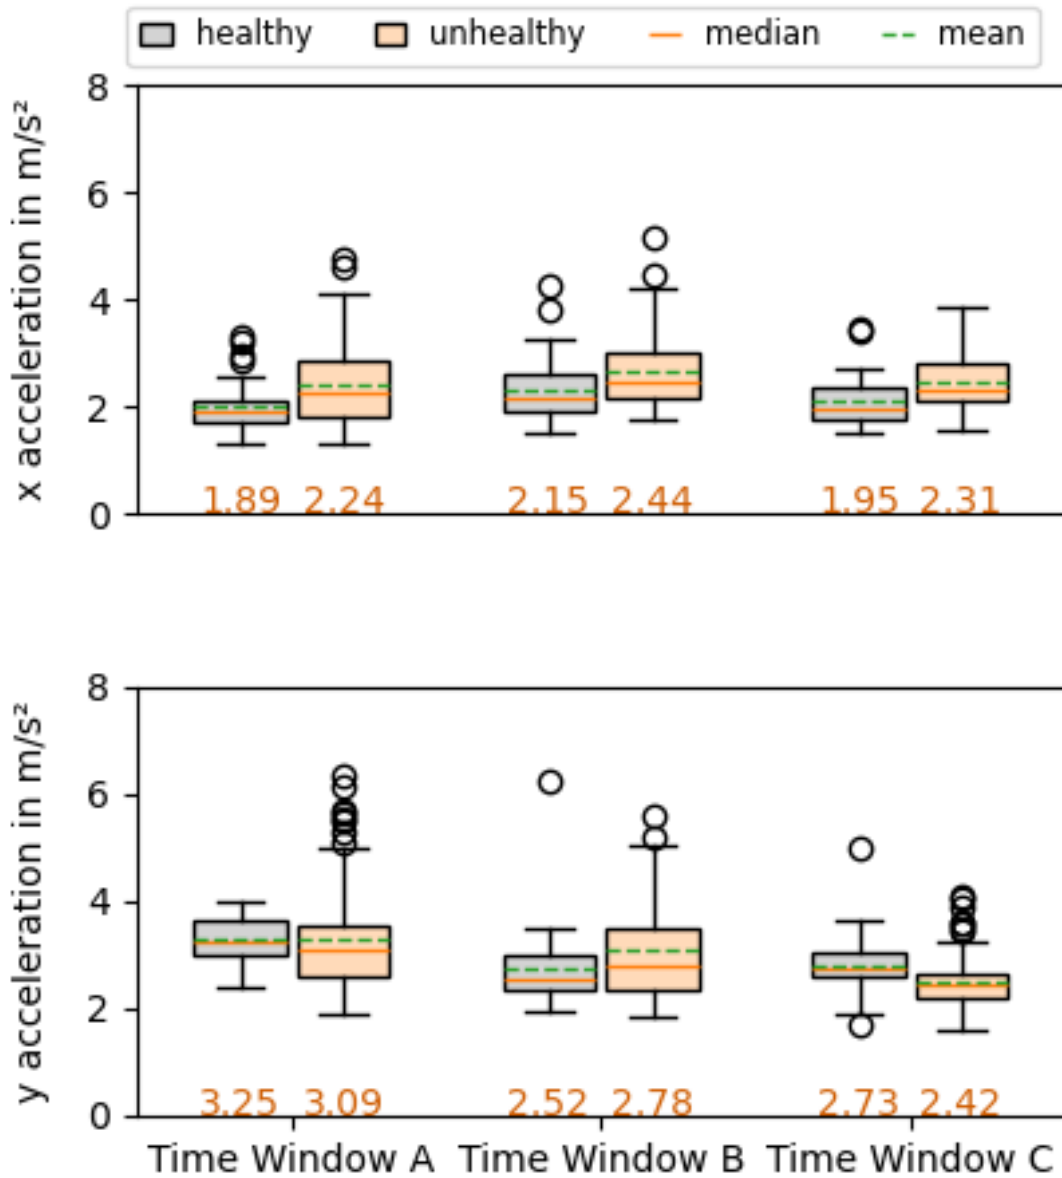 healthy unhealthy median mean
x acceleration in m/s²
8
6
4
2
0
1.89 2.24 2.15 2.44 1.95 2.31
y acceleration in m/s²
8
6
4
2
0
3.25 3.09 2.52 2.78 2.73 2.42
Time Window A Time Window B Time Window C